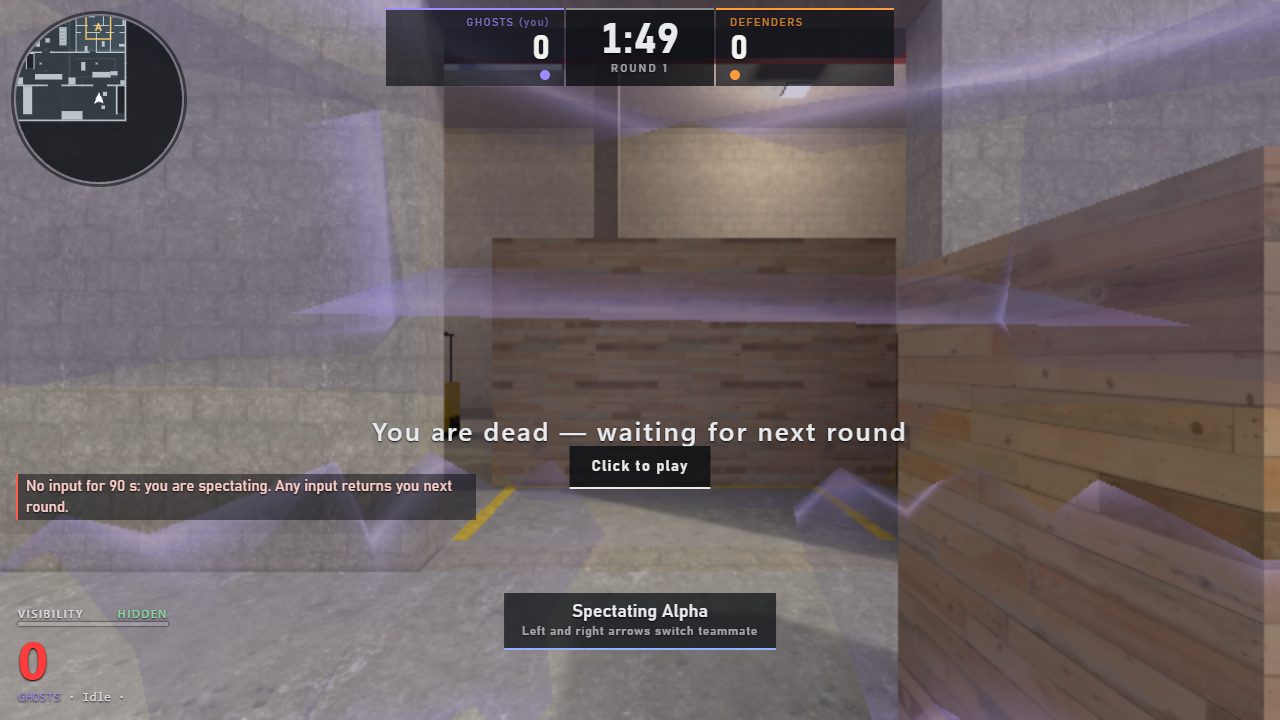 A
GHOSTS (you)
0
1:49
ROUND 1
DEFENDERS
0
You are dead — waiting for next round
Click to play
No input for 90 s: you are spectating. Any input returns you next
round.
VISIBILITY HIDDEN
0
GHOSTS · Idle ·
Spectating Alpha
Left and right arrows switch teammate